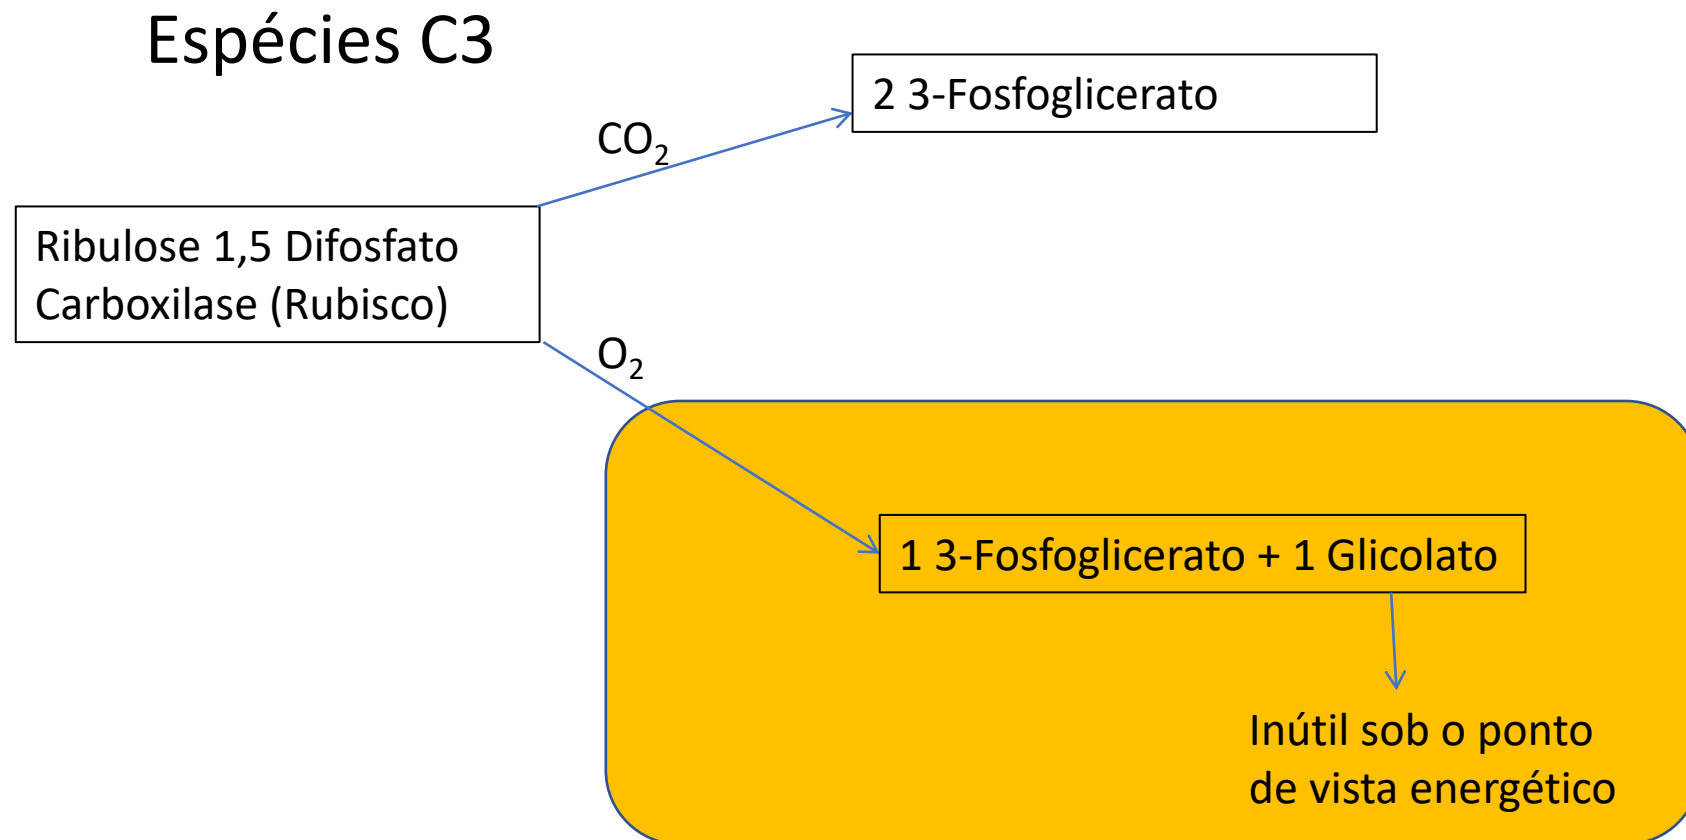 Espécies C3
2 3-Fosfoglicerato
CO₂
Ribulose 1,5 Difosfato
Carboxilase (Rubisco)
O₂
1 3-Fosfoglicerato + 1 Glicolato
Inútil sob o ponto
de vista energético